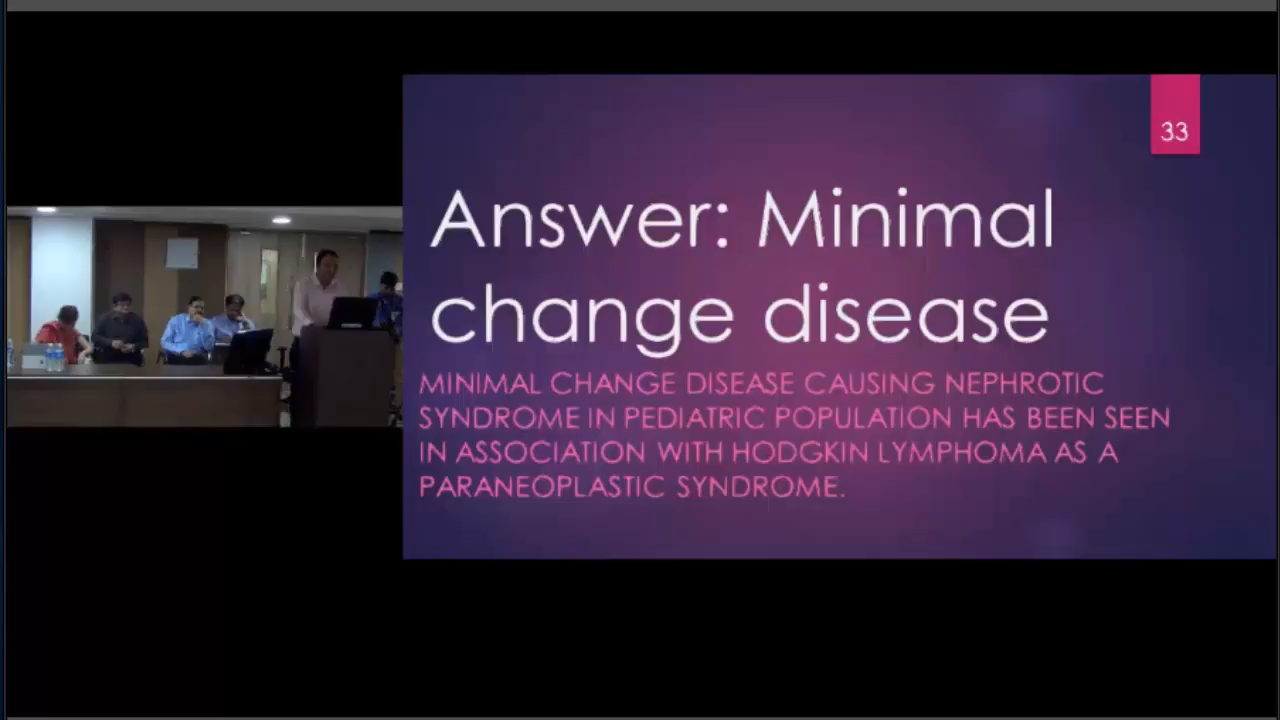 33
Answer: Minimal
change disease
MINIMAL CHANGE DISEASE CAUSING NEPHROTIC
SYNDROME IN PEDIATRIC POPULATION HAS BEEN SEEN
IN ASSOCIATION WITH HODGKIN LYMPHOMA AS A
PARANEOPLASTIC SYNDROME.